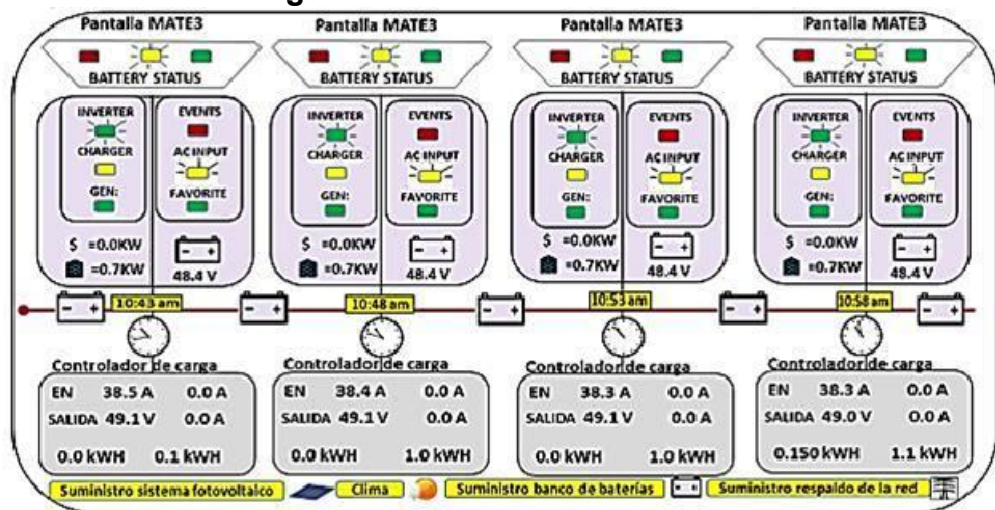 Pantalla MATE3 Pantalla MATE3 Pantalla MATE3 Pantalla MATE3
BATTERY STATUS BATTERY STATUS BATTERY STATUS BATTERY STATUS
INVERTER EVENTS INVERTER EVENTS INVERTER EVENTS INVERTER EVENTS
CHARGER AC INPUT CHARGER AC INPUT CHARGER AC INPUT CHARGER AC INPUT
GEN: FAVORITE GEN: FAVORITE GEN: FAVORITE GEN: FAVORITE
$ =0.0KW $ =0.0KW $ =0.0KW $ =0.0KW
=0.7KW 48.4 V =0.7KW 48.4 V =0.7KW 48.4 V =0.7KW 48.4 V
10:43 am 10:48 am 10:53 am 10:58 am
Controlador de carga Controlador de carga Controlador de carga Controlador de carga
EN 38.5 A 0.0 A EN 38.4 A 0.0 A EN 38.3 A 0.0 A EN 38.3 A 0.0 A
SALIDA 49.1 V 0.0 A SALIDA 49.1 V 0.0 A SALIDA 49.1 V 0.0 A SALIDA 49.0 V 0.0 A
0.0 kWH 0.1 kWH 0.0 kWH 1.0 kWH 0.0 kWH 1.0 kWH 0.150 kWH 1.1 kWH
Suministro sistema fotovoltaico Clima Suministro banco de baterías Suministro respaldo de la red